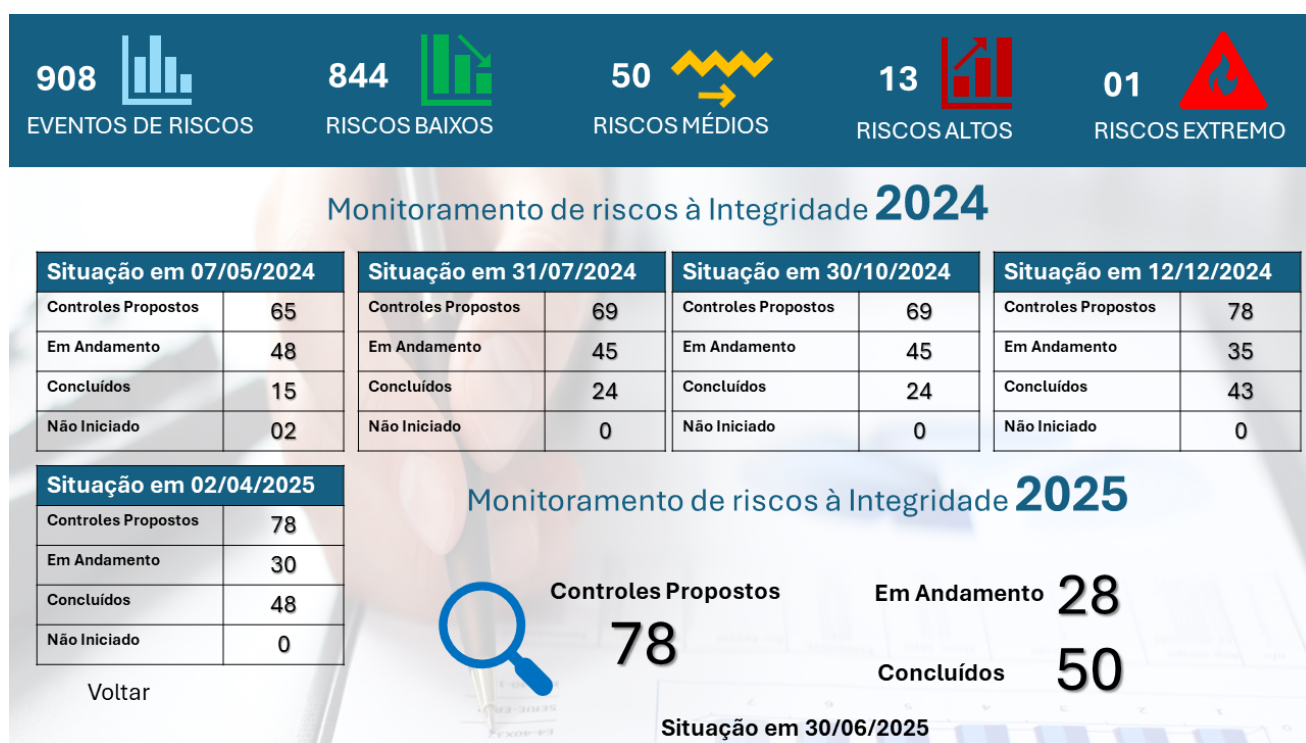 908
EVENTOS DE RISCOS
844
RISCOS BAIXOS
50
RISCOS MÉDIOS
13
RISCOS ALTOS
01
RISCOS EXTREMO
Monitoramento de riscos à Integridade 2024
Situação em 07/05/2024
Controles Propostos 65
Em Andamento 48
Concluídos 15
Não Iniciado 02
Situação em 31/07/2024
Controles Propostos 69
Em Andamento 45
Concluídos 24
Não Iniciado 0
Situação em 30/10/2024
Controles Propostos 69
Em Andamento 45
Concluídos 24
Não Iniciado 0
Situação em 12/12/2024
Controles Propostos 78
Em Andamento 35
Concluídos 43
Não Iniciado 0
Situação em 02/04/2025
Controles Propostos 78
Em Andamento 30
Concluídos 48
Não Iniciado 0
Voltar
Monitoramento de riscos à Integridade 2025
Controles Propostos
78
Em Andamento 28
Concluídos 50
Situação em 30/06/2025